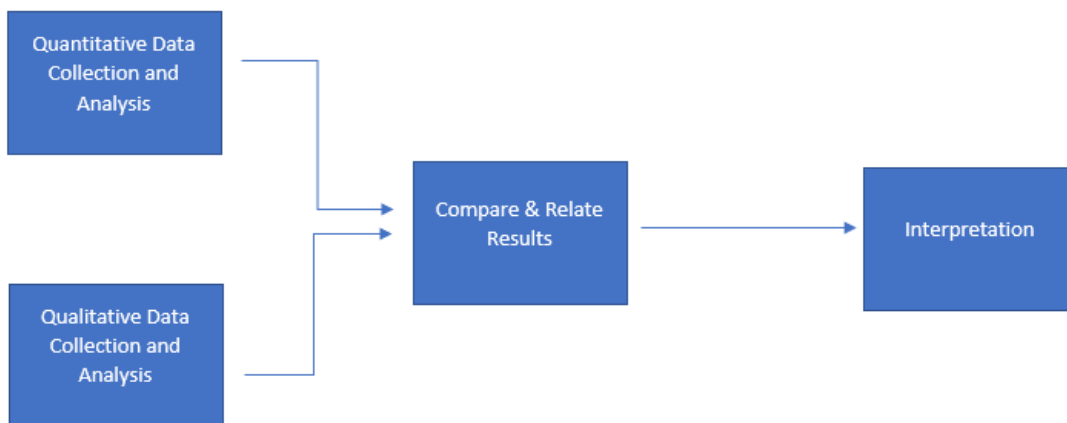 Quantitative Data
Collection and
Analysis
Compare & Relate
Results
Interpretation
Qualitative Data
Collection and
Analysis